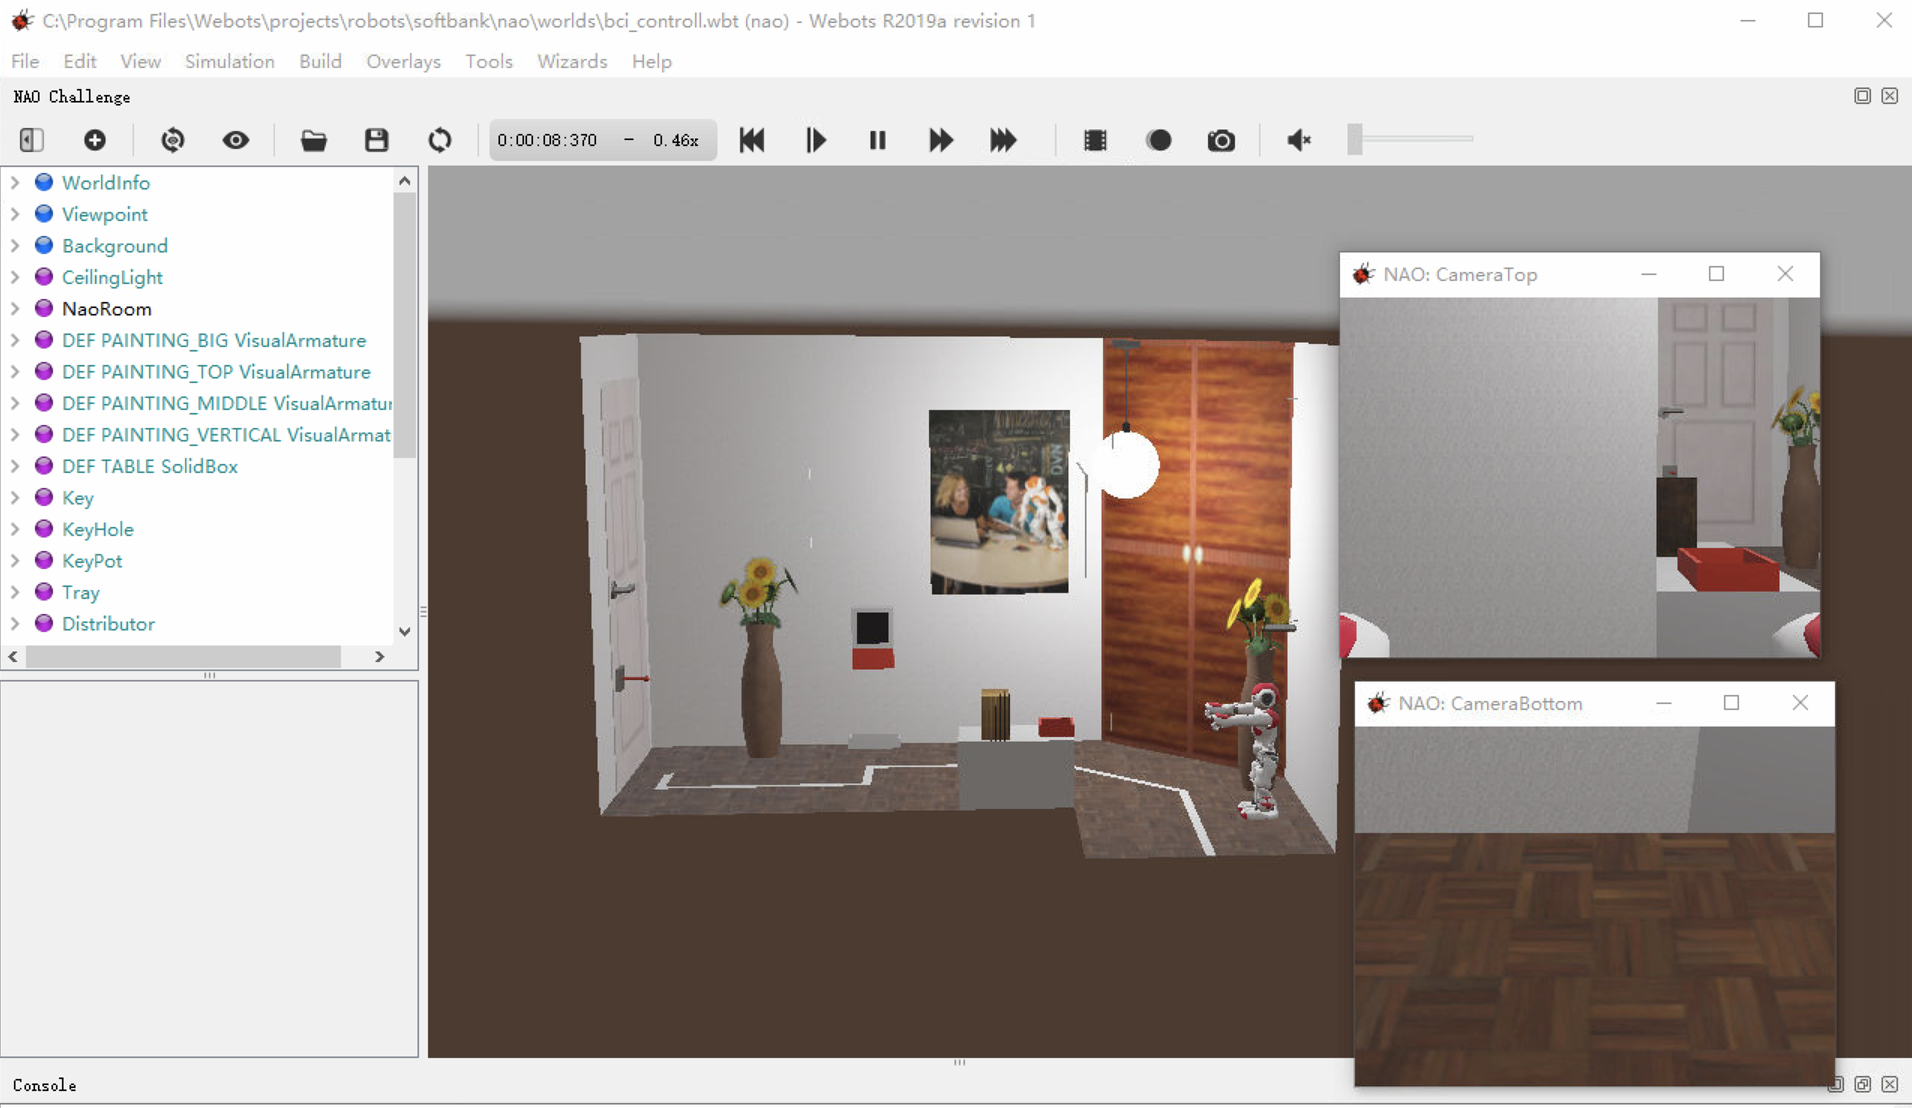 C:\Program Files\Webots\projects\robots\softbank\nao\worlds\bci_controll.wbt (nao) - Webots R2019a revision 1
File Edit View Simulation Build Overlays Tools Wizards Help
NAO Challenge
0:00:08:370 - 0.46x
WorldInfo
Viewpoint
Background
CeilingLight
NaoRoom
DEF PAINTING_BIG VisualArmature
DEF PAINTING_TOP VisualArmature
DEF PAINTING_MIDDLE VisualArmatur
DEF PAINTING_VERTICAL VisualArmat
DEF TABLE SolidBox
Key
KeyHole
KeyPot
Tray
Distributor
NAO: CameraTop
NAO: CameraBottom
Console